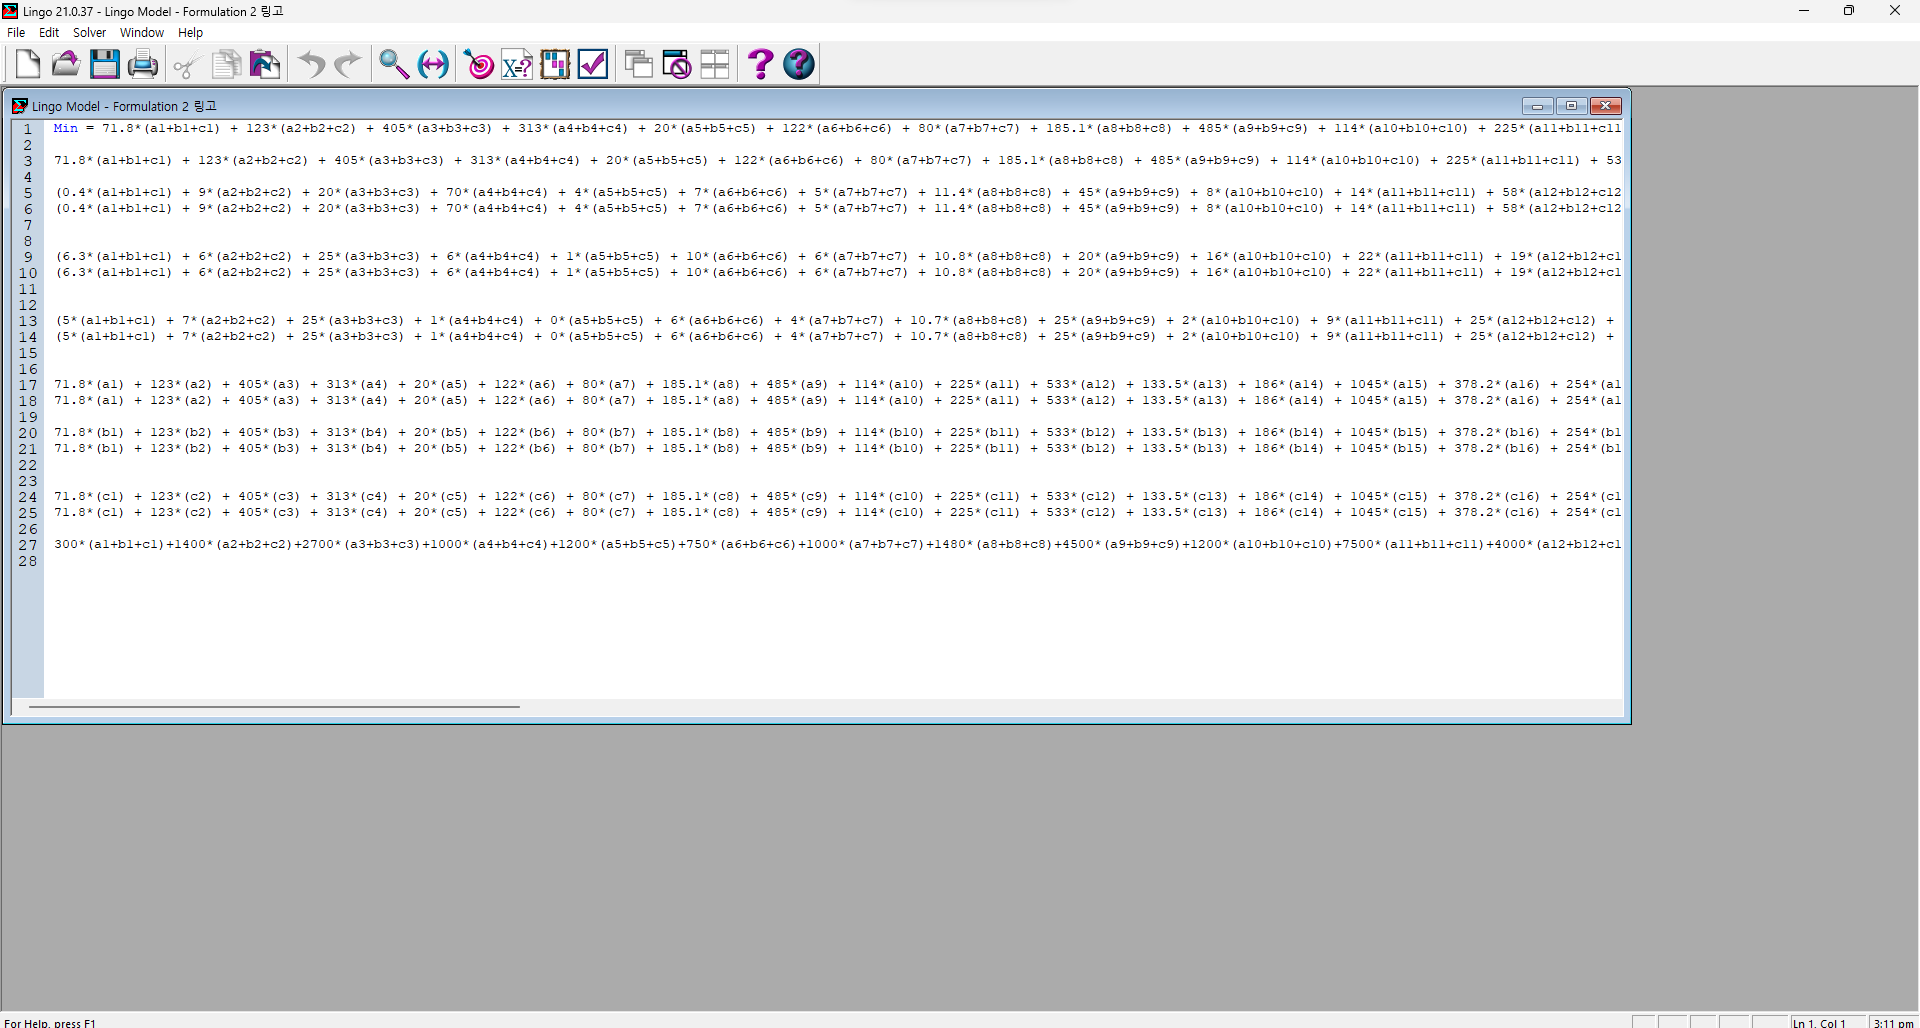 Lingo 21.0.37 - Lingo Model - Formulation 2 링고
File Edit Solver Window Help
Lingo Model - Formulation 2 링고
1 Min = 71.8*(a1+b1+c1) + 123*(a2+b2+c2) + 405*(a3+b3+c3) + 313*(a4+b4+c4) + 20*(a5+b5+c5) + 122*(a6+b6+c6) + 80*(a7+b7+c7) + 185.1*(a8+b8+c8) + 485*(a9+b9+c9) + 114*(a10+b10+c10) + 225*(a11+b11+c11
2
3 71.8*(a1+b1+c1) + 123*(a2+b2+c2) + 405*(a3+b3+c3) + 313*(a4+b4+c4) + 20*(a5+b5+c5) + 122*(a6+b6+c6) + 80*(a7+b7+c7) + 185.1*(a8+b8+c8) + 485*(a9+b9+c9) + 114*(a10+b10+c10) + 225*(a11+b11+c11) + 53
4
5 (0.4*(a1+b1+c1) + 9*(a2+b2+c2) + 20*(a3+b3+c3) + 70*(a4+b4+c4) + 4*(a5+b5+c5) + 7*(a6+b6+c6) + 5*(a7+b7+c7) + 11.4*(a8+b8+c8) + 45*(a9+b9+c9) + 8*(a10+b10+c10) + 14*(a11+b11+c11) + 58*(a12+b12+c12
6 (0.4*(a1+b1+c1) + 9*(a2+b2+c2) + 20*(a3+b3+c3) + 70*(a4+b4+c4) + 4*(a5+b5+c5) + 7*(a6+b6+c6) + 5*(a7+b7+c7) + 11.4*(a8+b8+c8) + 45*(a9+b9+c9) + 8*(a10+b10+c10) + 14*(a11+b11+c11) + 58*(a12+b12+c12
7
8
9 (6.3*(a1+b1+c1) + 6*(a2+b2+c2) + 25*(a3+b3+c3) + 6*(a4+b4+c4) + 1*(a5+b5+c5) + 10*(a6+b6+c6) + 6*(a7+b7+c7) + 10.8*(a8+b8+c8) + 20*(a9+b9+c9) + 16*(a10+b10+c10) + 22*(a11+b11+c11) + 19*(a12+b12+c1
10 (6.3*(a1+b1+c1) + 6*(a2+b2+c2) + 25*(a3+b3+c3) + 6*(a4+b4+c4) + 1*(a5+b5+c5) + 10*(a6+b6+c6) + 6*(a7+b7+c7) + 10.8*(a8+b8+c8) + 20*(a9+b9+c9) + 16*(a10+b10+c10) + 22*(a11+b11+c11) + 19*(a12+b12+c1
11
12
13 (5*(a1+b1+c1) + 7*(a2+b2+c2) + 25*(a3+b3+c3) + 1*(a4+b4+c4) + 0*(a5+b5+c5) + 6*(a6+b6+c6) + 4*(a7+b7+c7) + 10.7*(a8+b8+c8) + 25*(a9+b9+c9) + 2*(a10+b10+c10) + 9*(a11+b11+c11) + 25*(a12+b12+c12) +
14 (5*(a1+b1+c1) + 7*(a2+b2+c2) + 25*(a3+b3+c3) + 1*(a4+b4+c4) + 0*(a5+b5+c5) + 6*(a6+b6+c6) + 4*(a7+b7+c7) + 10.7*(a8+b8+c8) + 25*(a9+b9+c9) + 2*(a10+b10+c10) + 9*(a11+b11+c11) + 25*(a12+b12+c12) +
15
16
17 71.8*(a1) + 123*(a2) + 405*(a3) + 313*(a4) + 20*(a5) + 122*(a6) + 80*(a7) + 185.1*(a8) + 485*(a9) + 114*(a10) + 225*(a11) + 533*(a12) + 133.5*(a13) + 186*(a14) + 1045*(a15) + 378.2*(a16) + 254*(a1
18 71.8*(a1) + 123*(a2) + 405*(a3) + 313*(a4) + 20*(a5) + 122*(a6) + 80*(a7) + 185.1*(a8) + 485*(a9) + 114*(a10) + 225*(a11) + 533*(a12) + 133.5*(a13) + 186*(a14) + 1045*(a15) + 378.2*(a16) + 254*(a1
19
20 71.8*(b1) + 123*(b2) + 405*(b3) + 313*(b4) + 20*(b5) + 122*(b6) + 80*(b7) + 185.1*(b8) + 485*(b9) + 114*(b10) + 225*(b11) + 533*(b12) + 133.5*(b13) + 186*(b14) + 1045*(b15) + 378.2*(b16) + 254*(b1
21 71.8*(b1) + 123*(b2) + 405*(b3) + 313*(b4) + 20*(b5) + 122*(b6) + 80*(b7) + 185.1*(b8) + 485*(b9) + 114*(b10) + 225*(b11) + 533*(b12) + 133.5*(b13) + 186*(b14) + 1045*(b15) + 378.2*(b16) + 254*(b1
22
23
24 71.8*(c1) + 123*(c2) + 405*(c3) + 313*(c4) + 20*(c5) + 122*(c6) + 80*(c7) + 185.1*(c8) + 485*(c9) + 114*(c10) + 225*(c11) + 533*(c12) + 133.5*(c13) + 186*(c14) + 1045*(c15) + 378.2*(c16) + 254*(c1
25 71.8*(c1) + 123*(c2) + 405*(c3) + 313*(c4) + 20*(c5) + 122*(c6) + 80*(c7) + 185.1*(c8) + 485*(c9) + 114*(c10) + 225*(c11) + 533*(c12) + 133.5*(c13) + 186*(c14) + 1045*(c15) + 378.2*(c16) + 254*(c1
26
27 300*(a1+b1+c1)+1400*(a2+b2+c2)+2700*(a3+b3+c3)+1000*(a4+b4+c4)+1200*(a5+b5+c5)+750*(a6+b6+c6)+1000*(a7+b7+c7)+1480*(a8+b8+c8)+4500*(a9+b9+c9)+1200*(a10+b10+c10)+7500*(a11+b11+c11)+4000*(a12+b12+c1
28
For Help, press F1
Ln 1, Col 1 3:11 pm